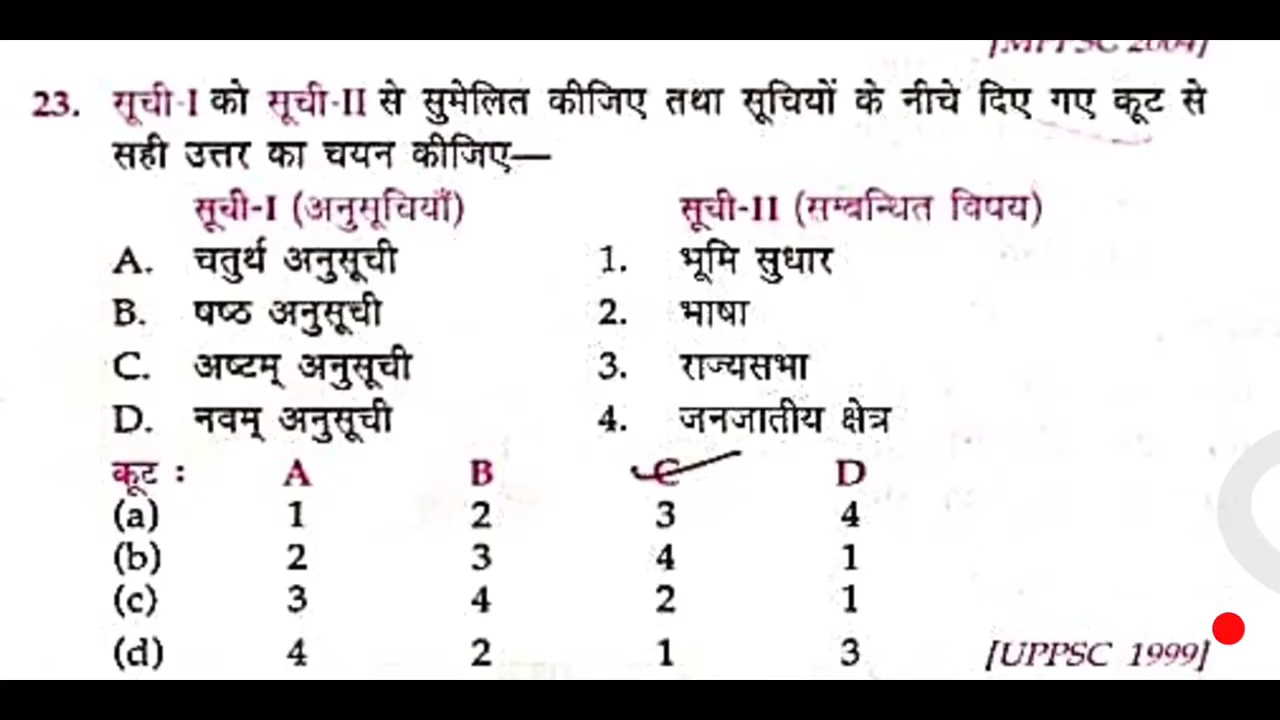 [MPPSC 2004]
23. सूची-I को सूची-II से सुमेलित कीजिए तथा सूचियों के नीचे दिए गए कूट से
सही उत्तर का चयन कीजिए—
सूची-I (अनुसूचियाँ) सूची-II (सम्बन्धित विषय)
A. चतुर्थ अनुसूची 1. भूमि सुधार
B. षष्ठ अनुसूची 2. भाषा
C. अष्टम् अनुसूची 3. राज्यसभा
D. नवम् अनुसूची 4. जनजातीय क्षेत्र
कूट : A B C D
(a) 1 2 3 4
(b) 2 3 4 1
(c) 3 4 2 1
(d) 4 2 1 3 [UPPSC 1999]